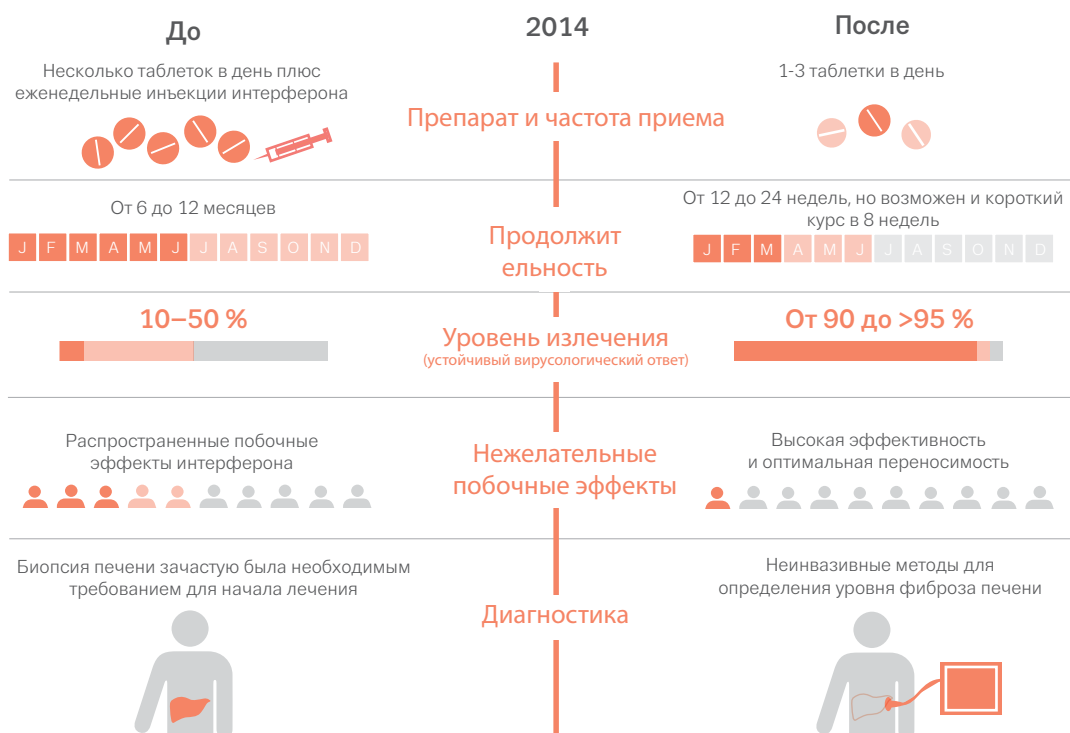 До
2014
После
Несколько таблеток в день плюс
еженедельные инъекции интерферона
Препарат и частота приема
1-3 таблетки в день
От 6 до 12 месяцев
J F M A M J J A S O N D
Продолжит
ельность
От 12 до 24 недель, но возможен и короткий
курс в 8 недель
J F M A M J J A S O N D
10–50 %
Уровень излечения
(устойчивый вирусологический ответ)
От 90 до >95 %
Распространенные побочные
эффекты интерферона
Нежелательные
побочные эффекты
Высокая эффективность
и оптимальная переносимость
Биопсия печени зачастую была необходимым
требованием для начала лечения
Диагностика
Неинвазивные методы для
определения уровня фиброза печени